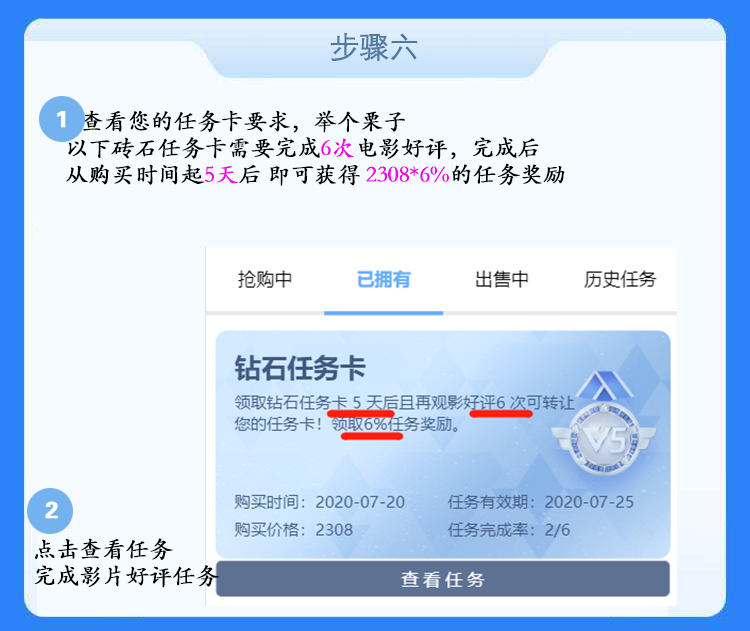 步骤六
1 查看您的任务卡要求，举个栗子
以下砖石任务卡需要完成6次电影好评，完成后
从购买时间起5天后 即可获得 2308*6%的任务奖励
抢购中 已拥有 出售中 历史任务
钻石任务卡
领取钻石任务卡 5 天后且再观影好评6 次可转让
您的任务卡！领取6%任务奖励。
V5
购买时间：2020-07-20 任务有效期：2020-07-25
购买价格：2308 任务完成率：2/6
2
点击查看任务
完成影片好评任务
查看任务